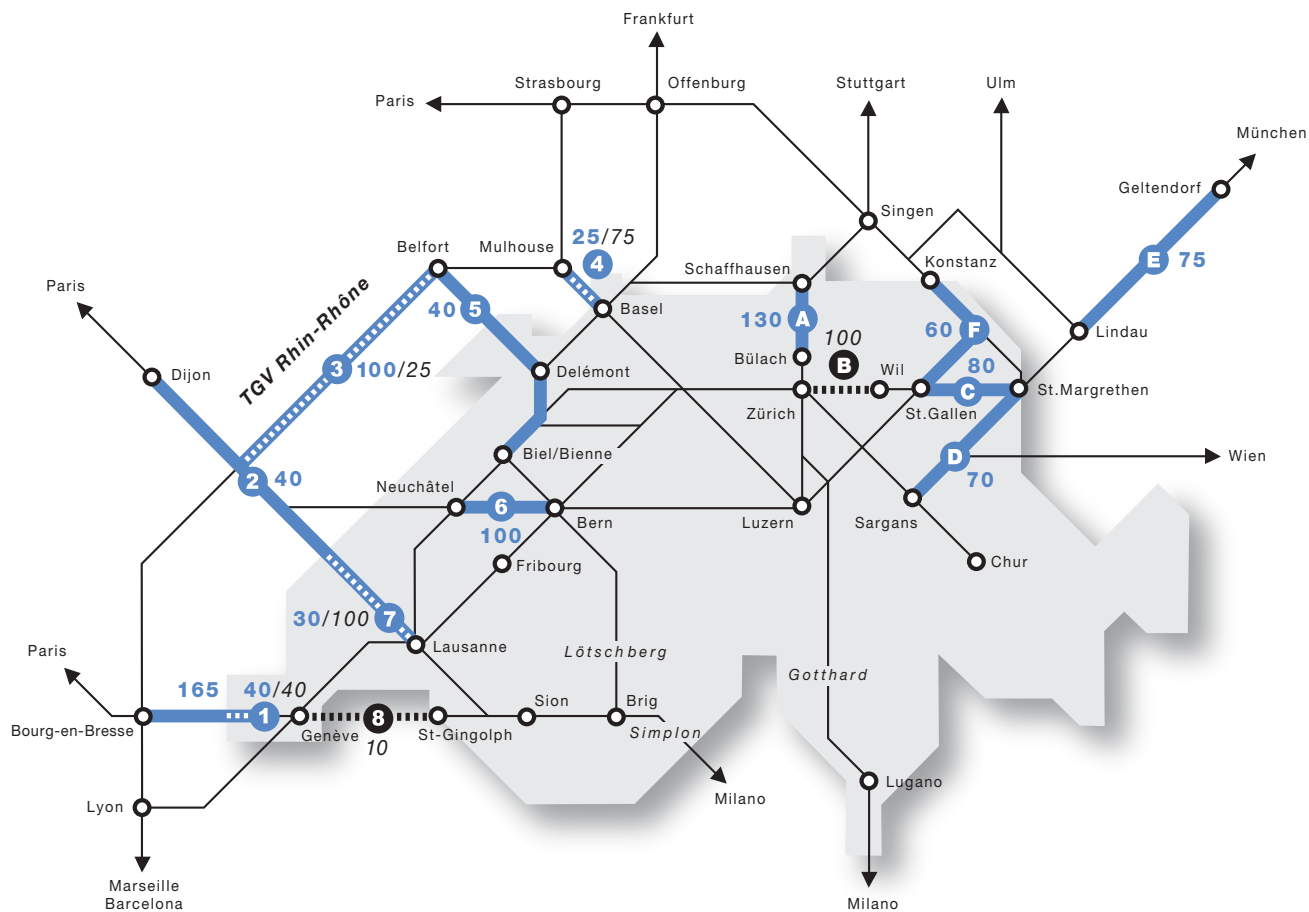 Frankfurt
Strasbourg
Offenburg
Stuttgart
Ulm
Paris
München
Geltendorf
Singen
25/75
Belfort
Mulhouse
4
E 75
Konstanz
Schaffhausen
Paris
TGV Rhin-Rhône
40 5
Basel
130 A
60 F
Lindau
100
B
Bülach
Wil
80
Dijon
3 100/25
Delémont
C
St.Margrethen
Zürich
St.Gallen
Biel/Bienne
D
Wien
2 40
70
Neuchâtel
6
100
Bern
Luzern
Sargans
Fribourg
Chur
30/100 7
Lausanne
Lötschberg
Paris
Gotthard
165
40/40
1
Sion
Brig
Bourg-en-Bresse
Genève
8
10
St-Gingolph
Simplon
Lugano
Lyon
Milano
Marseille
Barcelona
Milano